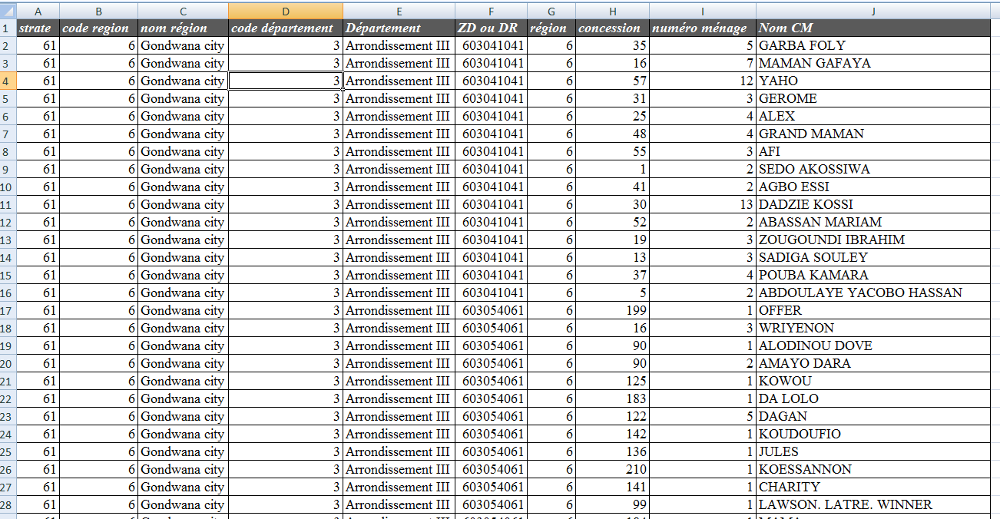 A B C D E F G H I J
1 strate code region nom région code département Département ZD ou DR région concession numéro ménage Nom CM
2 61 6 Gondwana city 3 Arrondissement III 603041041 6 35 5 GARBA FOLY
3 61 6 Gondwana city 3 Arrondissement III 603041041 6 16 7 MAMAN GAFAYA
4 61 6 Gondwana city 3 Arrondissement III 603041041 6 57 12 YAHO
5 61 6 Gondwana city 3 Arrondissement III 603041041 6 31 3 GEROME
6 61 6 Gondwana city 3 Arrondissement III 603041041 6 25 4 ALEX
7 61 6 Gondwana city 3 Arrondissement III 603041041 6 48 4 GRAND MAMAN
8 61 6 Gondwana city 3 Arrondissement III 603041041 6 55 3 AFI
9 61 6 Gondwana city 3 Arrondissement III 603041041 6 1 2 SEDO AKOSSIWA
10 61 6 Gondwana city 3 Arrondissement III 603041041 6 41 2 AGBO ESSI
11 61 6 Gondwana city 3 Arrondissement III 603041041 6 30 13 DADZIE KOSSI
12 61 6 Gondwana city 3 Arrondissement III 603041041 6 52 2 ABASSAN MARIAM
13 61 6 Gondwana city 3 Arrondissement III 603041041 6 19 3 ZOUGOUNDI IBRAHIM
14 61 6 Gondwana city 3 Arrondissement III 603041041 6 13 3 SADIGA SOULEY
15 61 6 Gondwana city 3 Arrondissement III 603041041 6 37 4 POUBA KAMARA
16 61 6 Gondwana city 3 Arrondissement III 603041041 6 5 2 ABDOULAYE YACOBO HASSAN
17 61 6 Gondwana city 3 Arrondissement III 603054061 6 199 1 OFFER
18 61 6 Gondwana city 3 Arrondissement III 603054061 6 16 3 WRIYENON
19 61 6 Gondwana city 3 Arrondissement III 603054061 6 90 1 ALODINOU DOVE
20 61 6 Gondwana city 3 Arrondissement III 603054061 6 90 2 AMAYO DARA
21 61 6 Gondwana city 3 Arrondissement III 603054061 6 125 1 KOWOU
22 61 6 Gondwana city 3 Arrondissement III 603054061 6 183 1 DA LOLO
23 61 6 Gondwana city 3 Arrondissement III 603054061 6 122 5 DAGAN
24 61 6 Gondwana city 3 Arrondissement III 603054061 6 142 1 KOUDOUFIO
25 61 6 Gondwana city 3 Arrondissement III 603054061 6 136 1 JULES
26 61 6 Gondwana city 3 Arrondissement III 603054061 6 210 1 KOESSANNON
27 61 6 Gondwana city 3 Arrondissement III 603054061 6 141 1 CHARITY
28 61 6 Gondwana city 3 Arrondissement III 603054061 6 99 1 LAWSON. LATRE. WINNER